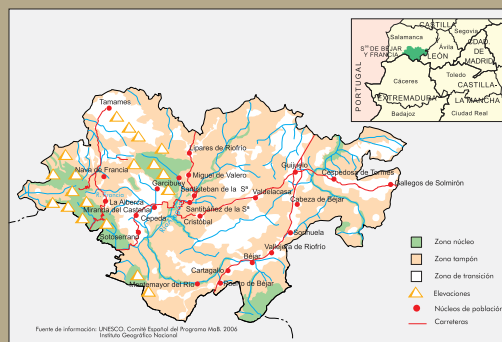 CASTILLA
Segovia
Salamanca
Sª DE BÉJAR
Y FRANCIA
Ávila
LEÓN
DAD
DE
MADRID
Toledo
Cáceres
CASTILLA-
EXTREMADURA
LA MANCHA
Badajoz
Ciudad Real
PORTUGAL
Tamames
Linares de Riofrío
Nava de Francia
Miguel de Valero
Garcibuey
Santisteban de la Sª
La Alberca
Miranda del Castañar
Santibáñez de la Sª
Cepeda
Cristóbal
Sotoserrano
Valdelacasa
Guijuelo
Cespedosa de Tormes
Gallegos de Solmirón
Cabeza de Béjar
Sorihuela
Vallejera de Riofrío
Béjar
Cartagallo
Montemayor del Río
Puerto de Béjar
Zona núcleo
Zona tampón
Zona de transición
Elevaciones
Núcleos de población
Carreteras
Fuente de información: UNESCO. Comité Español del Programa MaB. 2006
Instituto Geográfico Nacional